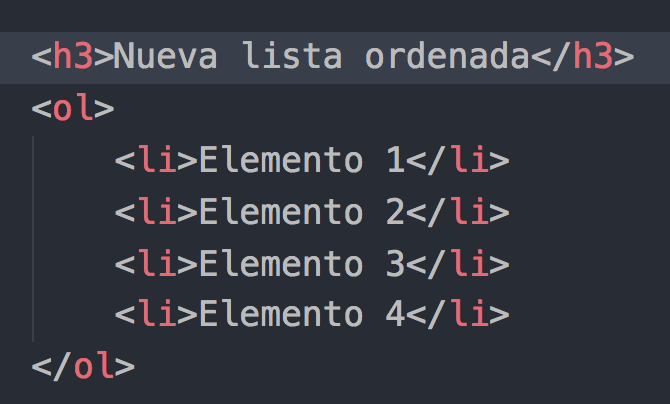 <h3>Nueva lista ordenada</h3>
<ol>
<li>Elemento 1</li>
<li>Elemento 2</li>
<li>Elemento 3</li>
<li>Elemento 4</li>
</ol>